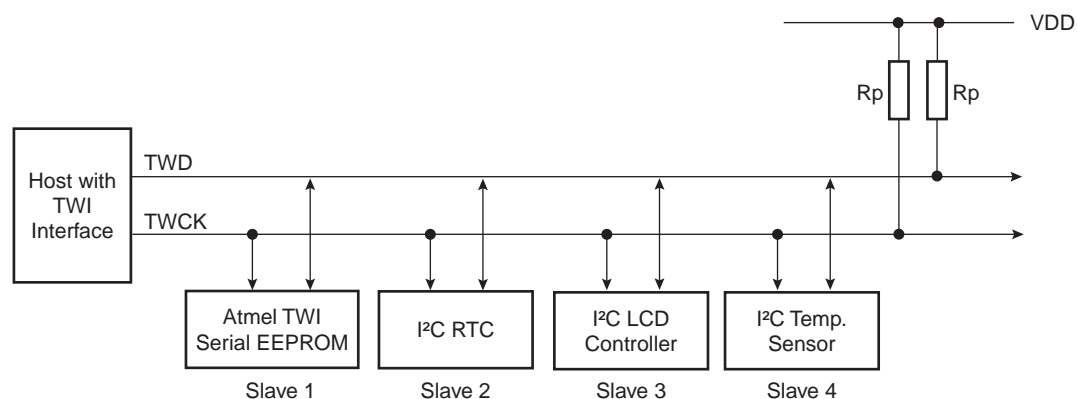 VDD
Rp
Rp
Host with
TWI
Interface
TWD
TWCK
Atmel TWI
Serial EEPROM
I²C RTC
I²C LCD
Controller
I²C Temp.
Sensor
Slave 1
Slave 2
Slave 3
Slave 4